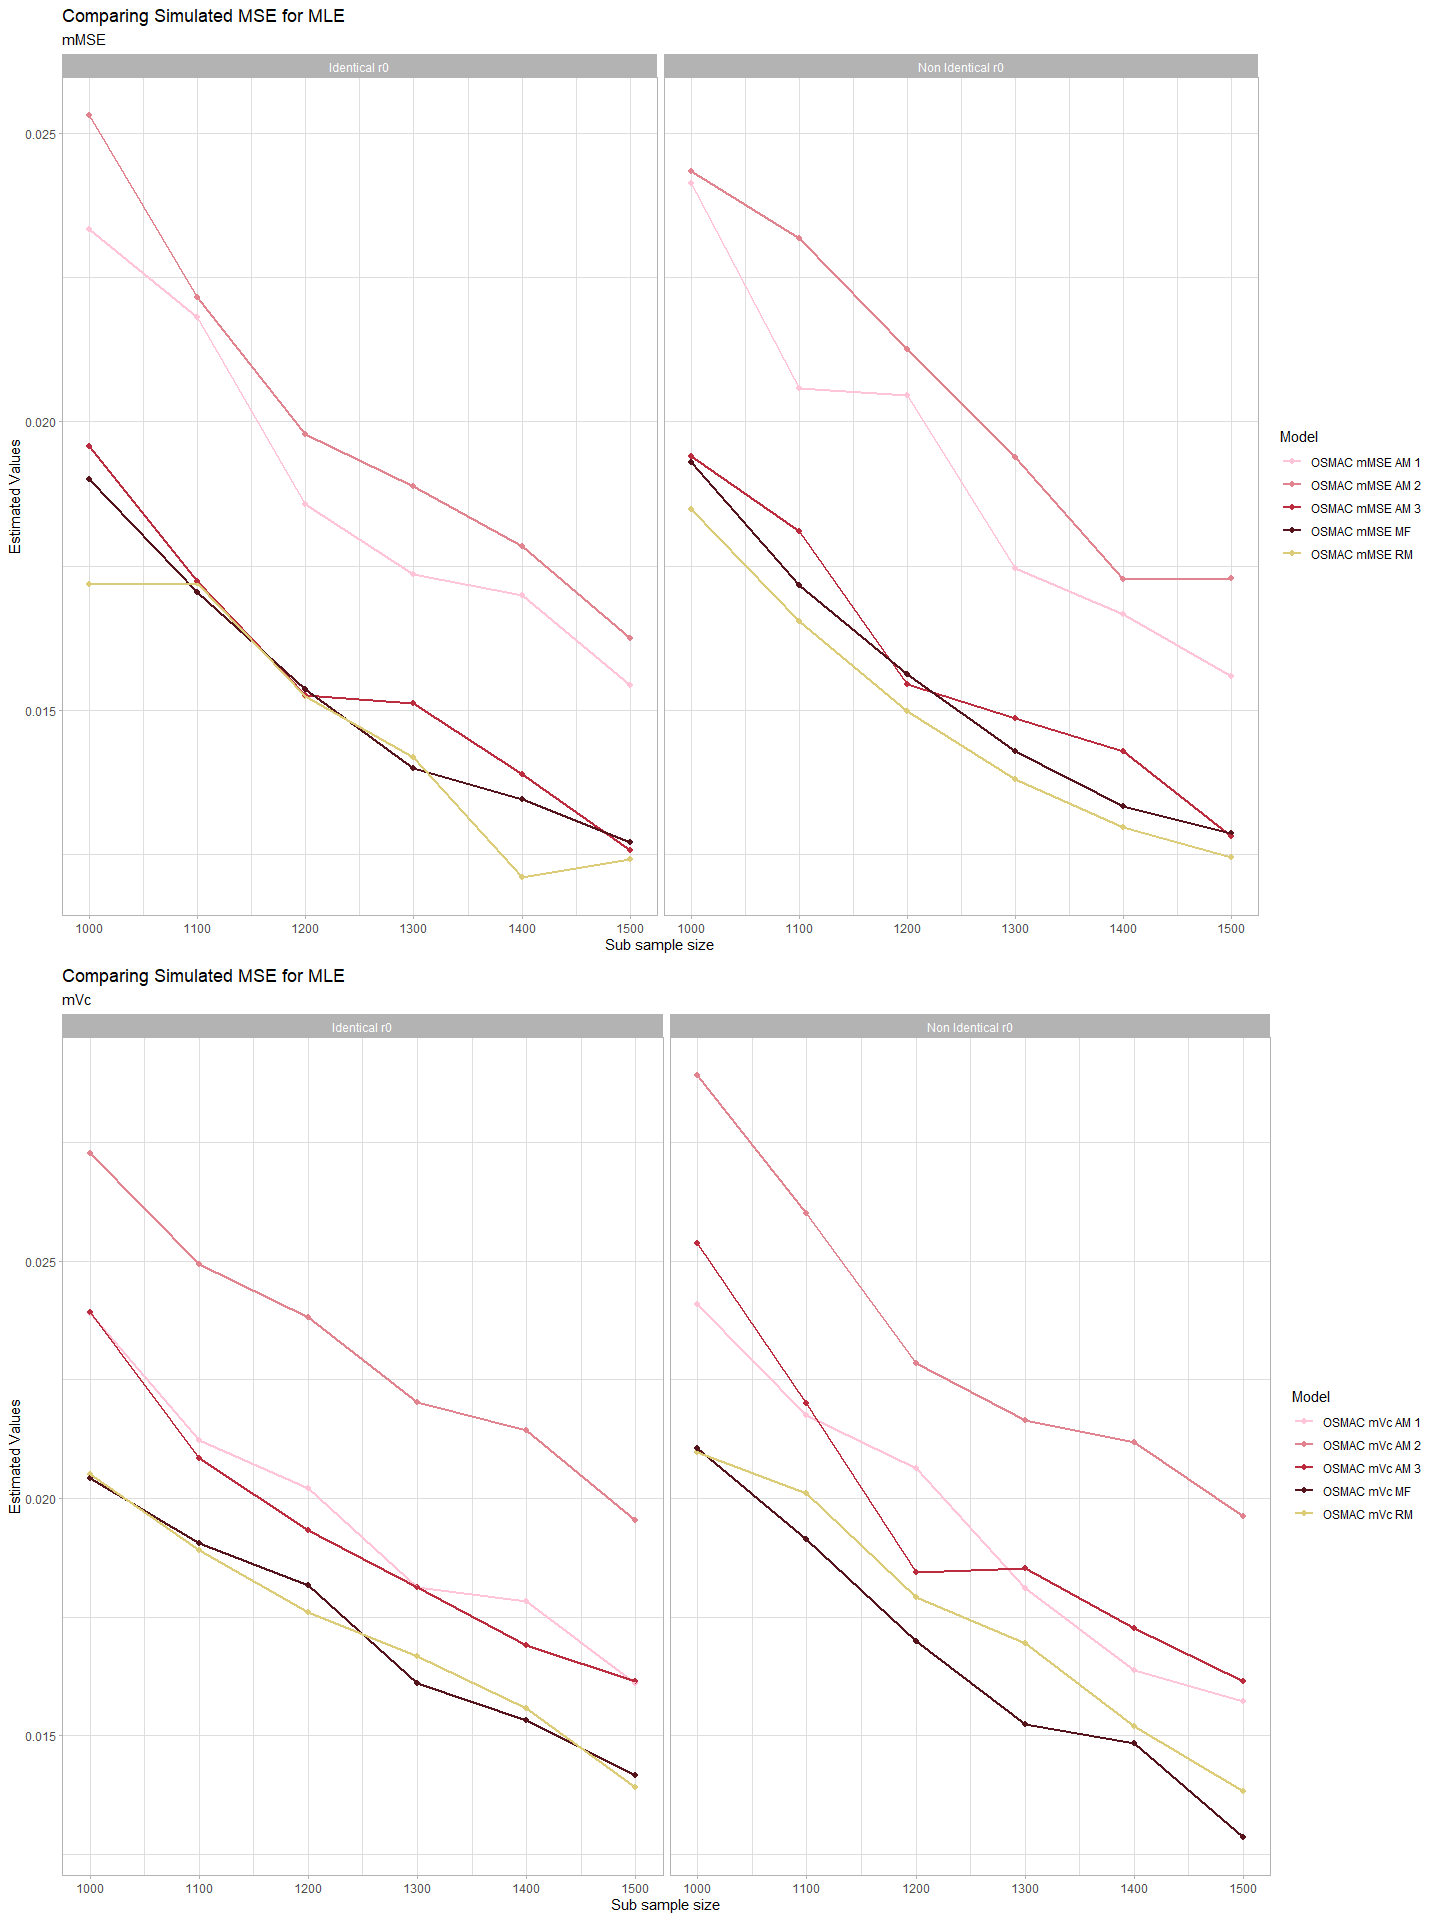 Comparing Simulated MSE for MLE
mMSE
Identical r0
Non Identical r0
0.025
0.020
0.015
Estimated Values
1000 1100 1200 1300 1400 1500
1000 1100 1200 1300 1400 1500
Sub sample size
Model
OSMAC mMSE AM 1
OSMAC mMSE AM 2
OSMAC mMSE AM 3
OSMAC mMSE MF
OSMAC mMSE RM
Comparing Simulated MSE for MLE
mVc
Identical r0
Non Identical r0
0.025
0.020
0.015
Estimated Values
1000 1100 1200 1300 1400 1500
1000 1100 1200 1300 1400 1500
Sub sample size
Model
OSMAC mVc AM 1
OSMAC mVc AM 2
OSMAC mVc AM 3
OSMAC mVc MF
OSMAC mVc RM